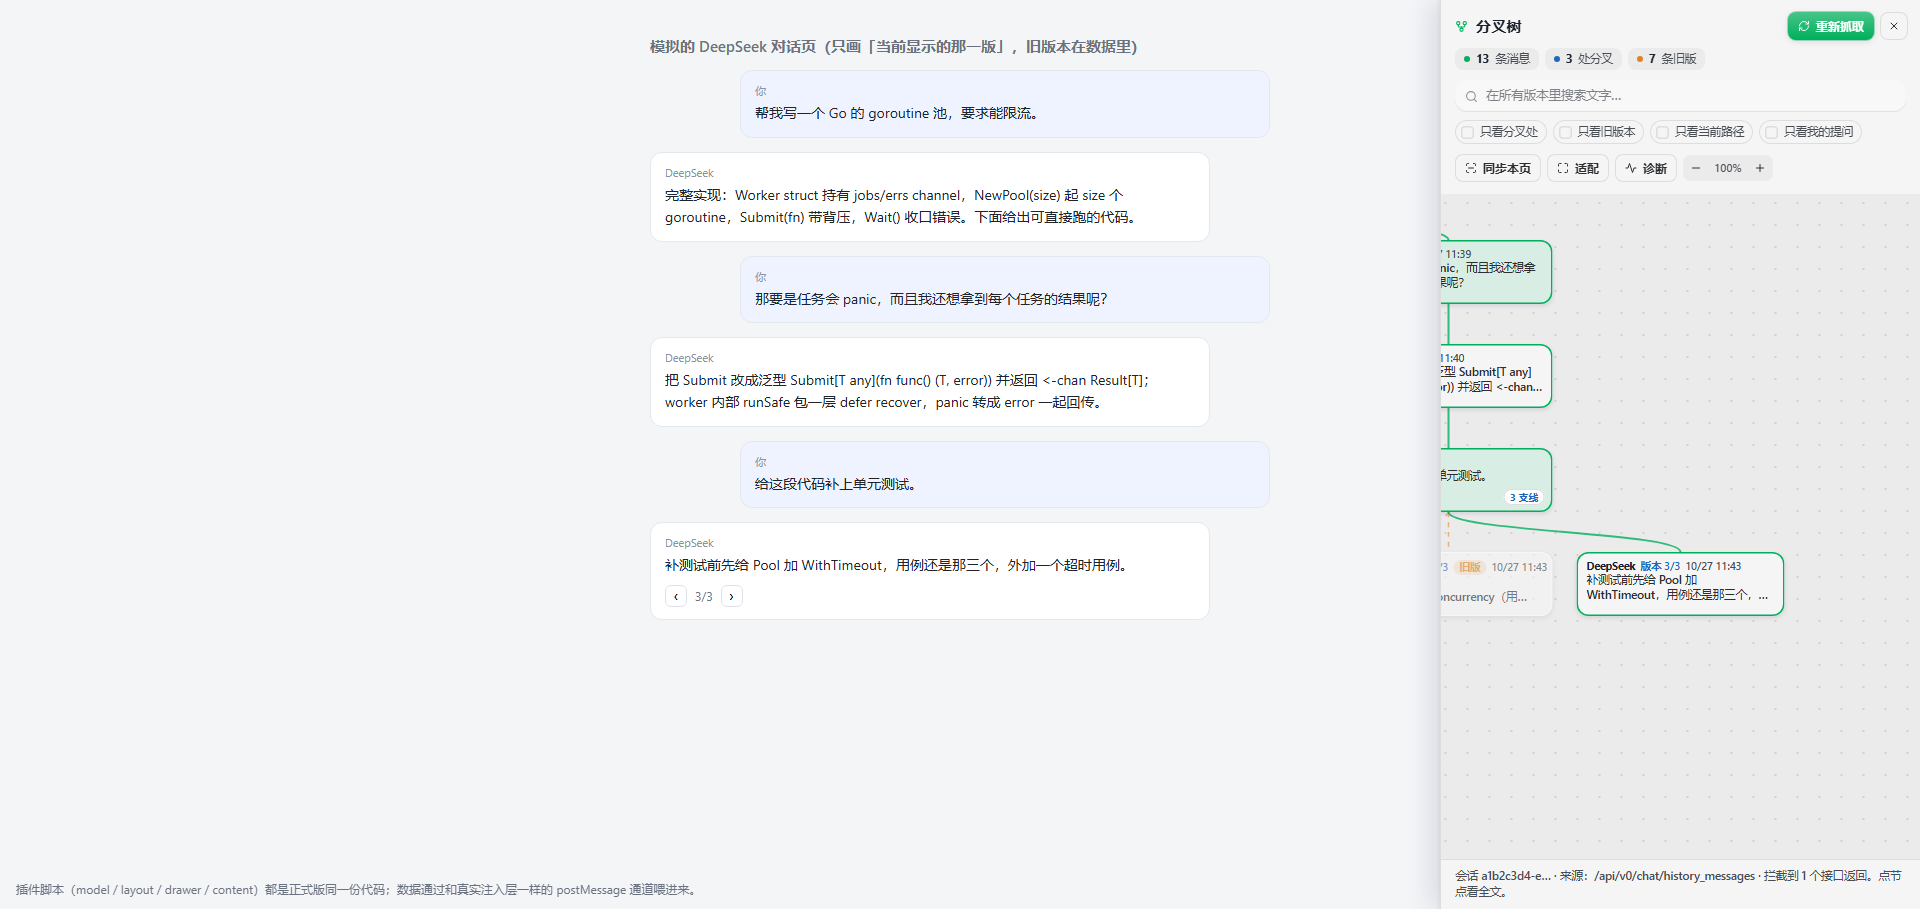 模拟的 DeepSeek 对话页（只画「当前显示的那一版」，旧版本在数据里）
你
帮我写一个 Go 的 goroutine 池，要求能限流。
DeepSeek
完整实现：Worker struct 持有 jobs/errs channel，NewPool(size) 起 size 个
goroutine，Submit(fn) 带背压，Wait() 收口错误。下面给出可直接跑的代码。
你
那要是任务会 panic，而且我还想拿到每个任务的结果呢？
DeepSeek
把 Submit 改成泛型 Submit[T any](fn func() (T, error)) 并返回 <-chan Result[T]；
worker 内部 runSafe 包一层 defer recover，panic 转成 error 一起回传。
你
给这段代码补上单元测试。
DeepSeek
补测试前先给 Pool 加 WithTimeout，用例还是那三个，外加一个超时用例。
‹ 3/3 ›
插件脚本（model / layout / drawer / content）都是正式版同一份代码；数据通过和真实注入层一样的 postMessage 通道喂进来。
分叉树
重新抓取 ×
13 条消息 3 处分叉 7 条旧版
在所有版本里搜索文字...
只看分叉处 只看旧版本 只看当前路径 只看我的提问
同步本页 适配 诊断 − 100% +
11:39
nic，而且我还想拿
果呢？
11:40
型 Submit[T any]
or)) 并返回 <-chan...
单元测试。
3 支线
/3 旧版 10/27 11:43
oncurrency（用...
DeepSeek 版本 3/3 10/27 11:43
补测试前先给 Pool 加
WithTimeout，用例还是那三个，...
会话 a1b2c3d4-e... · 来源：/api/v0/chat/history_messages · 拦截到 1 个接口返回。点节
点看全文。